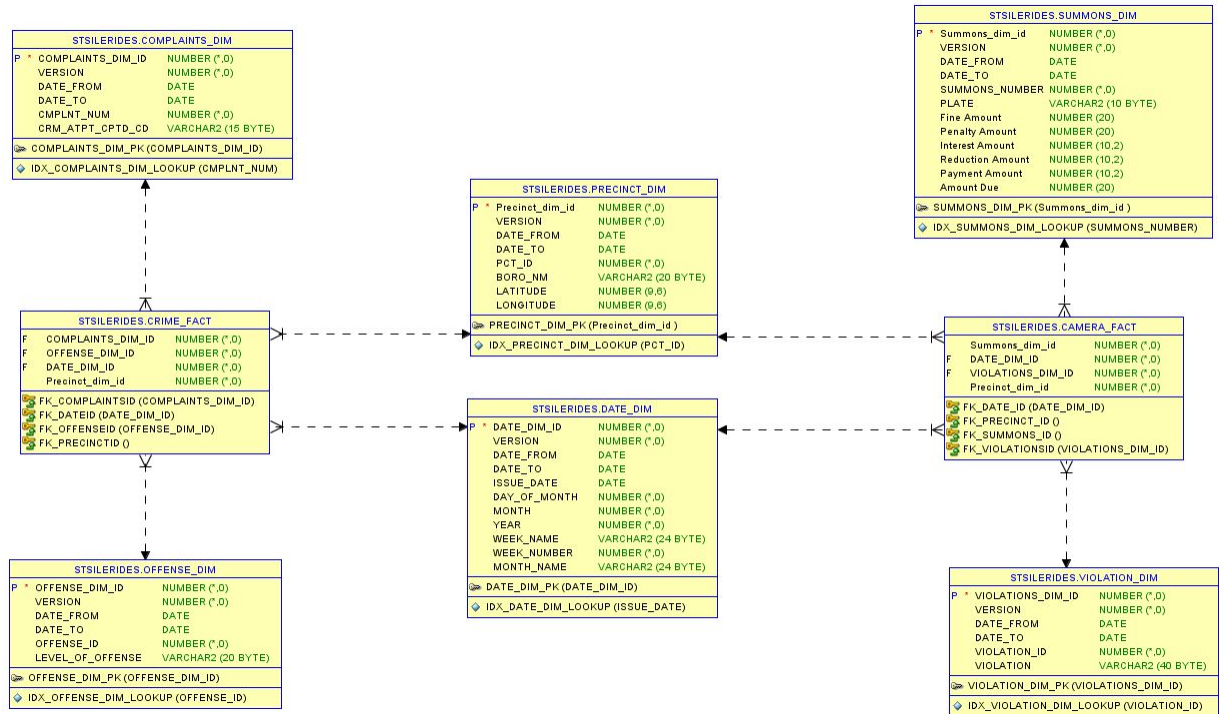 STSILERIDES.COMPLAINTS_DIM
P * COMPLAINTS_DIM_ID NUMBER (*,0)
VERSION NUMBER (*,0)
DATE_FROM DATE
DATE_TO DATE
CMPLNT_NUM NUMBER (*,0)
CRM_ATPT_CPTD_CD VARCHAR2 (15 BYTE)
COMPLAINTS_DIM_PK (COMPLAINTS_DIM_ID)
IDX_COMPLAINTS_DIM_LOOKUP (CMPLNT_NUM)
STSILERIDES.SUMMONS_DIM
P * Summons_dim_id NUMBER (*,0)
VERSION NUMBER (*,0)
DATE_FROM DATE
DATE_TO DATE
SUMMONS_NUMBER NUMBER (*,0)
PLATE VARCHAR2 (10 BYTE)
Fine Amount NUMBER (20)
Penalty Amount NUMBER (20)
Interest Amount NUMBER (10,2)
Reduction Amount NUMBER (10,2)
Payment Amount NUMBER (10,2)
Amount Due NUMBER (20)
SUMMONS_DIM_PK (Summons_dim_id )
IDX_SUMMONS_DIM_LOOKUP (SUMMONS_NUMBER)
STSILERIDES.PRECINCT_DIM
P * Precinct_dim_id NUMBER (*,0)
VERSION NUMBER (*,0)
DATE_FROM DATE
DATE_TO DATE
PCT_ID NUMBER (*,0)
BORO_NM VARCHAR2 (20 BYTE)
LATITUDE NUMBER (9,6)
LONGITUDE NUMBER (9,6)
PRECINCT_DIM_PK (Precinct_dim_id )
IDX_PRECINCT_DIM_LOOKUP (PCT_ID)
STSILERIDES.CRIME_FACT
F COMPLAINTS_DIM_ID NUMBER (*,0)
F OFFENSE_DIM_ID NUMBER (*,0)
F DATE_DIM_ID NUMBER (*,0)
Precinct_dim_id NUMBER (*,0)
FK_COMPLAINTSID (COMPLAINTS_DIM_ID)
FK_DATEID (DATE_DIM_ID)
FK_OFFENSEID (OFFENSE_DIM_ID)
FK_PRECINCTID ()
STSILERIDES.CAMERA_FACT
Summons_dim_id NUMBER (*,0)
F DATE_DIM_ID NUMBER (*,0)
F VIOLATIONS_DIM_ID NUMBER (*,0)
Precinct_dim_id NUMBER (*,0)
FK_DATE_ID (DATE_DIM_ID)
FK_PRECINCT_ID ()
FK_SUMMONS_ID ()
FK_VIOLATIONSID (VIOLATIONS_DIM_ID)
STSILERIDES.DATE_DIM
P * DATE_DIM_ID NUMBER (*,0)
VERSION NUMBER (*,0)
DATE_FROM DATE
DATE_TO DATE
ISSUE_DATE DATE
DAY_OF_MONTH NUMBER (*,0)
MONTH NUMBER (*,0)
YEAR NUMBER (*,0)
WEEK_NAME VARCHAR2 (24 BYTE)
WEEK_NUMBER NUMBER (*,0)
MONTH_NAME VARCHAR2 (24 BYTE)
DATE_DIM_PK (DATE_DIM_ID)
IDX_DATE_DIM_LOOKUP (ISSUE_DATE)
STSILERIDES.OFFENSE_DIM
P * OFFENSE_DIM_ID NUMBER (*,0)
VERSION NUMBER (*,0)
DATE_FROM DATE
DATE_TO DATE
OFFENSE_ID NUMBER (*,0)
LEVEL_OF_OFFENSE VARCHAR2 (20 BYTE)
OFFENSE_DIM_PK (OFFENSE_DIM_ID)
IDX_OFFENSE_DIM_LOOKUP (OFFENSE_ID)
STSILERIDES.VIOLATION_DIM
P * VIOLATIONS_DIM_ID NUMBER (*,0)
VERSION NUMBER (*,0)
DATE_FROM DATE
DATE_TO DATE
VIOLATION_ID NUMBER (*,0)
VIOLATION VARCHAR2 (40 BYTE)
VIOLATION_DIM_PK (VIOLATIONS_DIM_ID)
IDX_VIOLATION_DIM_LOOKUP (VIOLATION_ID)